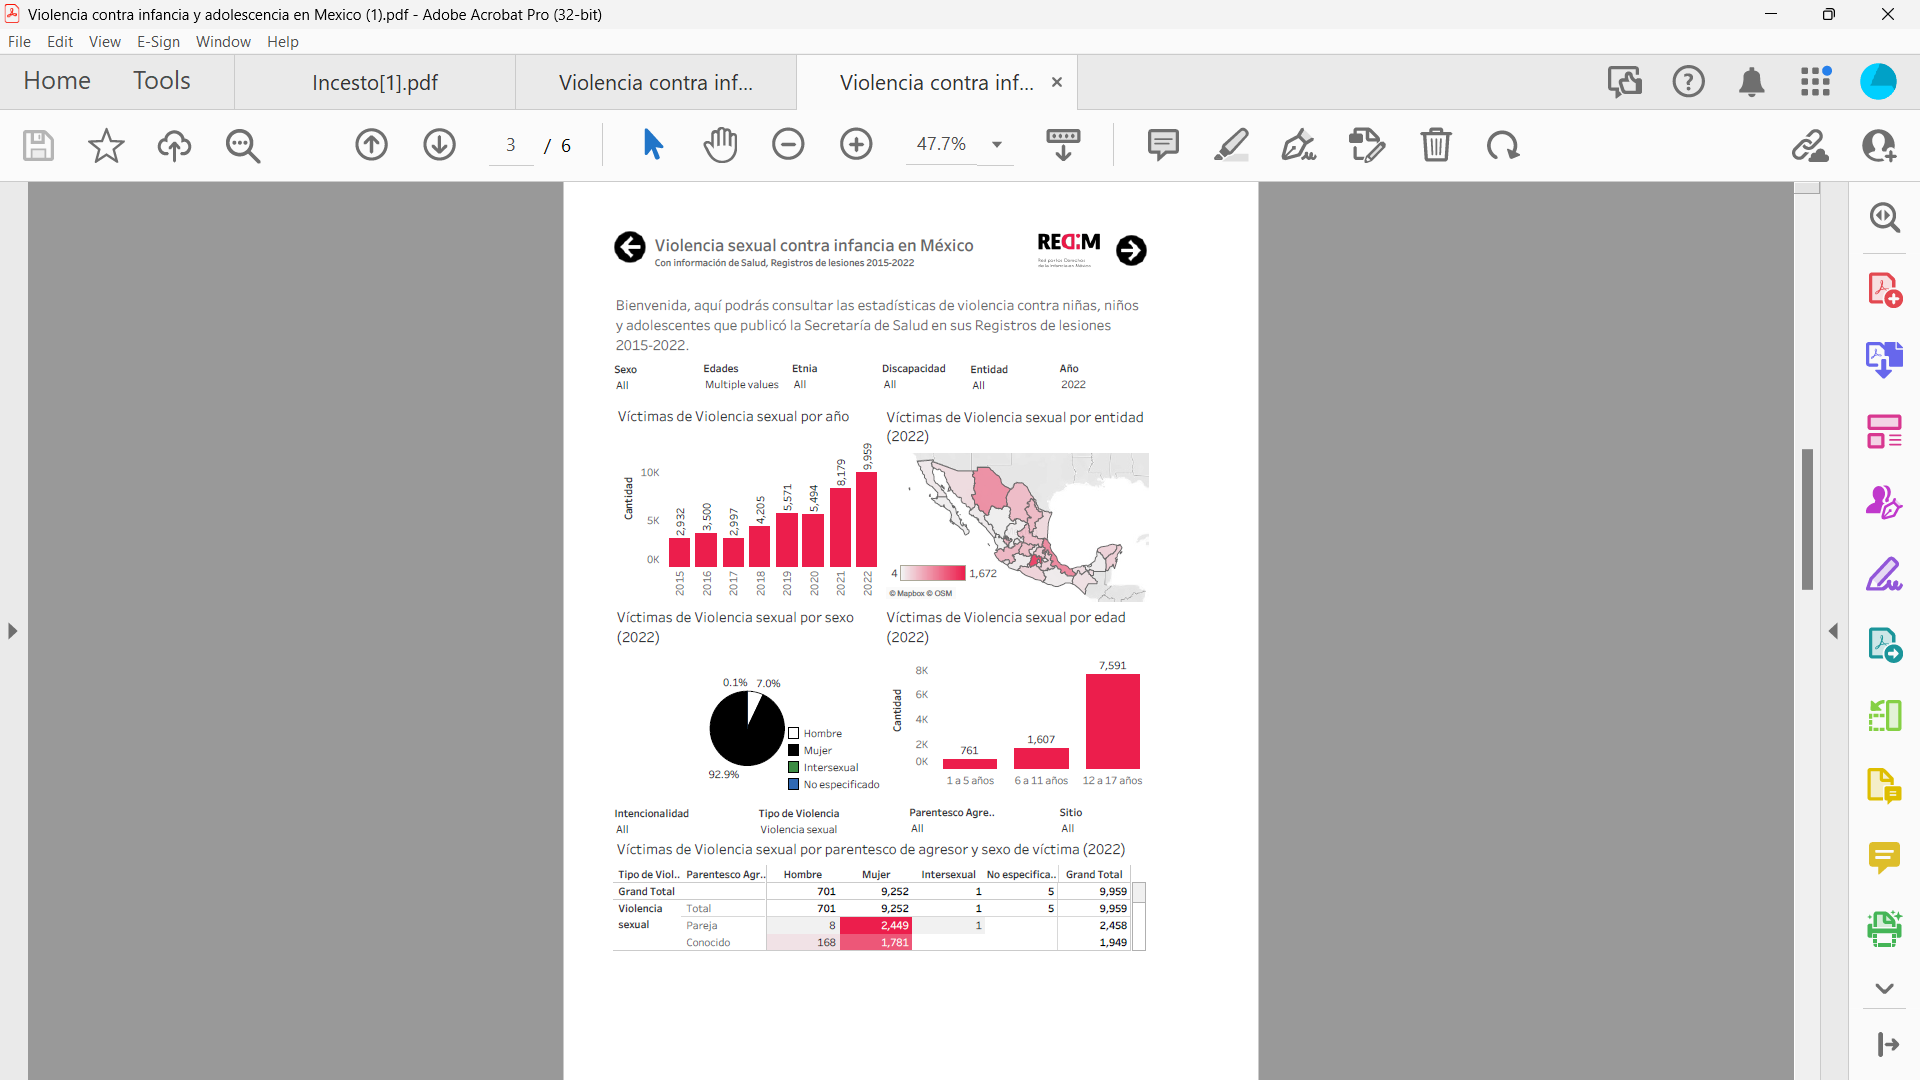 Violencia contra infancia y adolescencia en Mexico (1).pdf - Adobe Acrobat Pro (32-bit)
File Edit View E-Sign Window Help
Home Tools Incesto[1].pdf Violencia contra inf... Violencia contra inf...
3 / 6 47.7%
Violencia sexual contra infancia en México
Con información de Salud, Registros de lesiones 2015-2022
REDIM
Red por los Derechos
de la Infancia en México
Bienvenida, aquí podrás consultar las estadísticas de violencia contra niñas, niños
y adolescentes que publicó la Secretaría de Salud en sus Registros de lesiones
2015-2022.
Sexo Edades Etnia Discapacidad Entidad Año
All Multiple values All All All 2022
Víctimas de Violencia sexual por año
Cantidad
10K
5K
0K
2,932 3,500 2,997 4,205 5,571 5,494 8,179 9,959
2015 2016 2017 2018 2019 2020 2021 2022
Víctimas de Violencia sexual por entidad
(2022)
4 1,672
© Mapbox © OSM
Víctimas de Violencia sexual por sexo
(2022)
0.1% 7.0%
92.9%
Hombre
Mujer
Intersexual
No especificado
Víctimas de Violencia sexual por edad
(2022)
Cantidad
8K
6K
4K
2K
0K
761 1,607 7,591
1 a 5 años 6 a 11 años 12 a 17 años
Intencionalidad Tipo de Violencia Parentesco Agre.. Sitio
All Violencia sexual All All
Víctimas de Violencia sexual por parentesco de agresor y sexo de víctima (2022)
Tipo de Viol.. Parentesco Agr.. Hombre Mujer Intersexual No especifica.. Grand Total
Grand Total 701 9,252 1 5 9,959
Violencia Total 701 9,252 1 5 9,959
sexual Pareja 8 2,449 1 2,458
Conocido 168 1,781 1,949